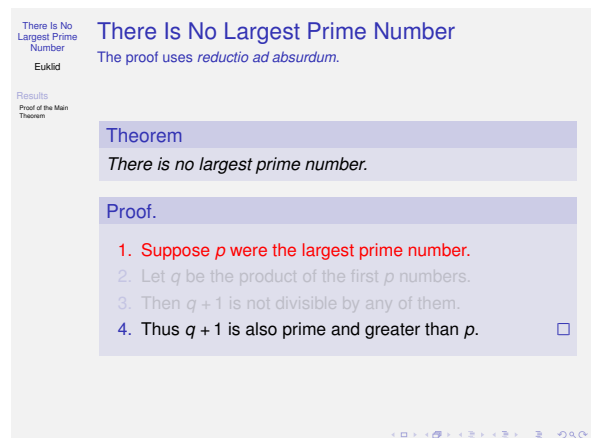 There Is No
Largest Prime
Number
Euklid
Results
Proof of the Main
Theorem
There Is No Largest Prime Number
The proof uses reductio ad absurdum.
Theorem
There is no largest prime number.
Proof.
1. Suppose p were the largest prime number.
2. Let q be the product of the first p numbers.
3. Then q + 1 is not divisible by any of them.
4. Thus q + 1 is also prime and greater than p. □